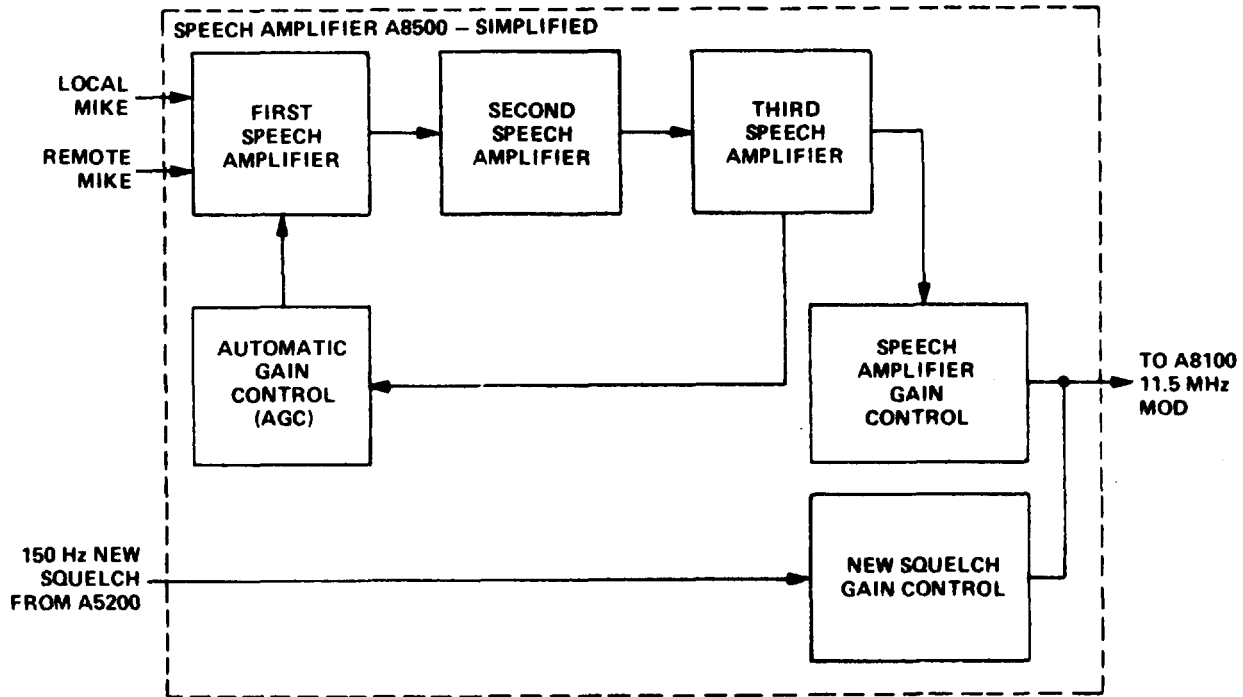 SPEECH AMPLIFIER A8500 – SIMPLIFIED
LOCAL
MIKE
REMOTE
MIKE
FIRST
SPEECH
AMPLIFIER
SECOND
SPEECH
AMPLIFIER
THIRD
SPEECH
AMPLIFIER
AUTOMATIC
GAIN
CONTROL
(AGC)
SPEECH
AMPLIFIER
GAIN
CONTROL
TO A8100
11.5 MHz
MOD
150 Hz NEW
SQUELCH
FROM A5200
NEW SQUELCH
GAIN CONTROL